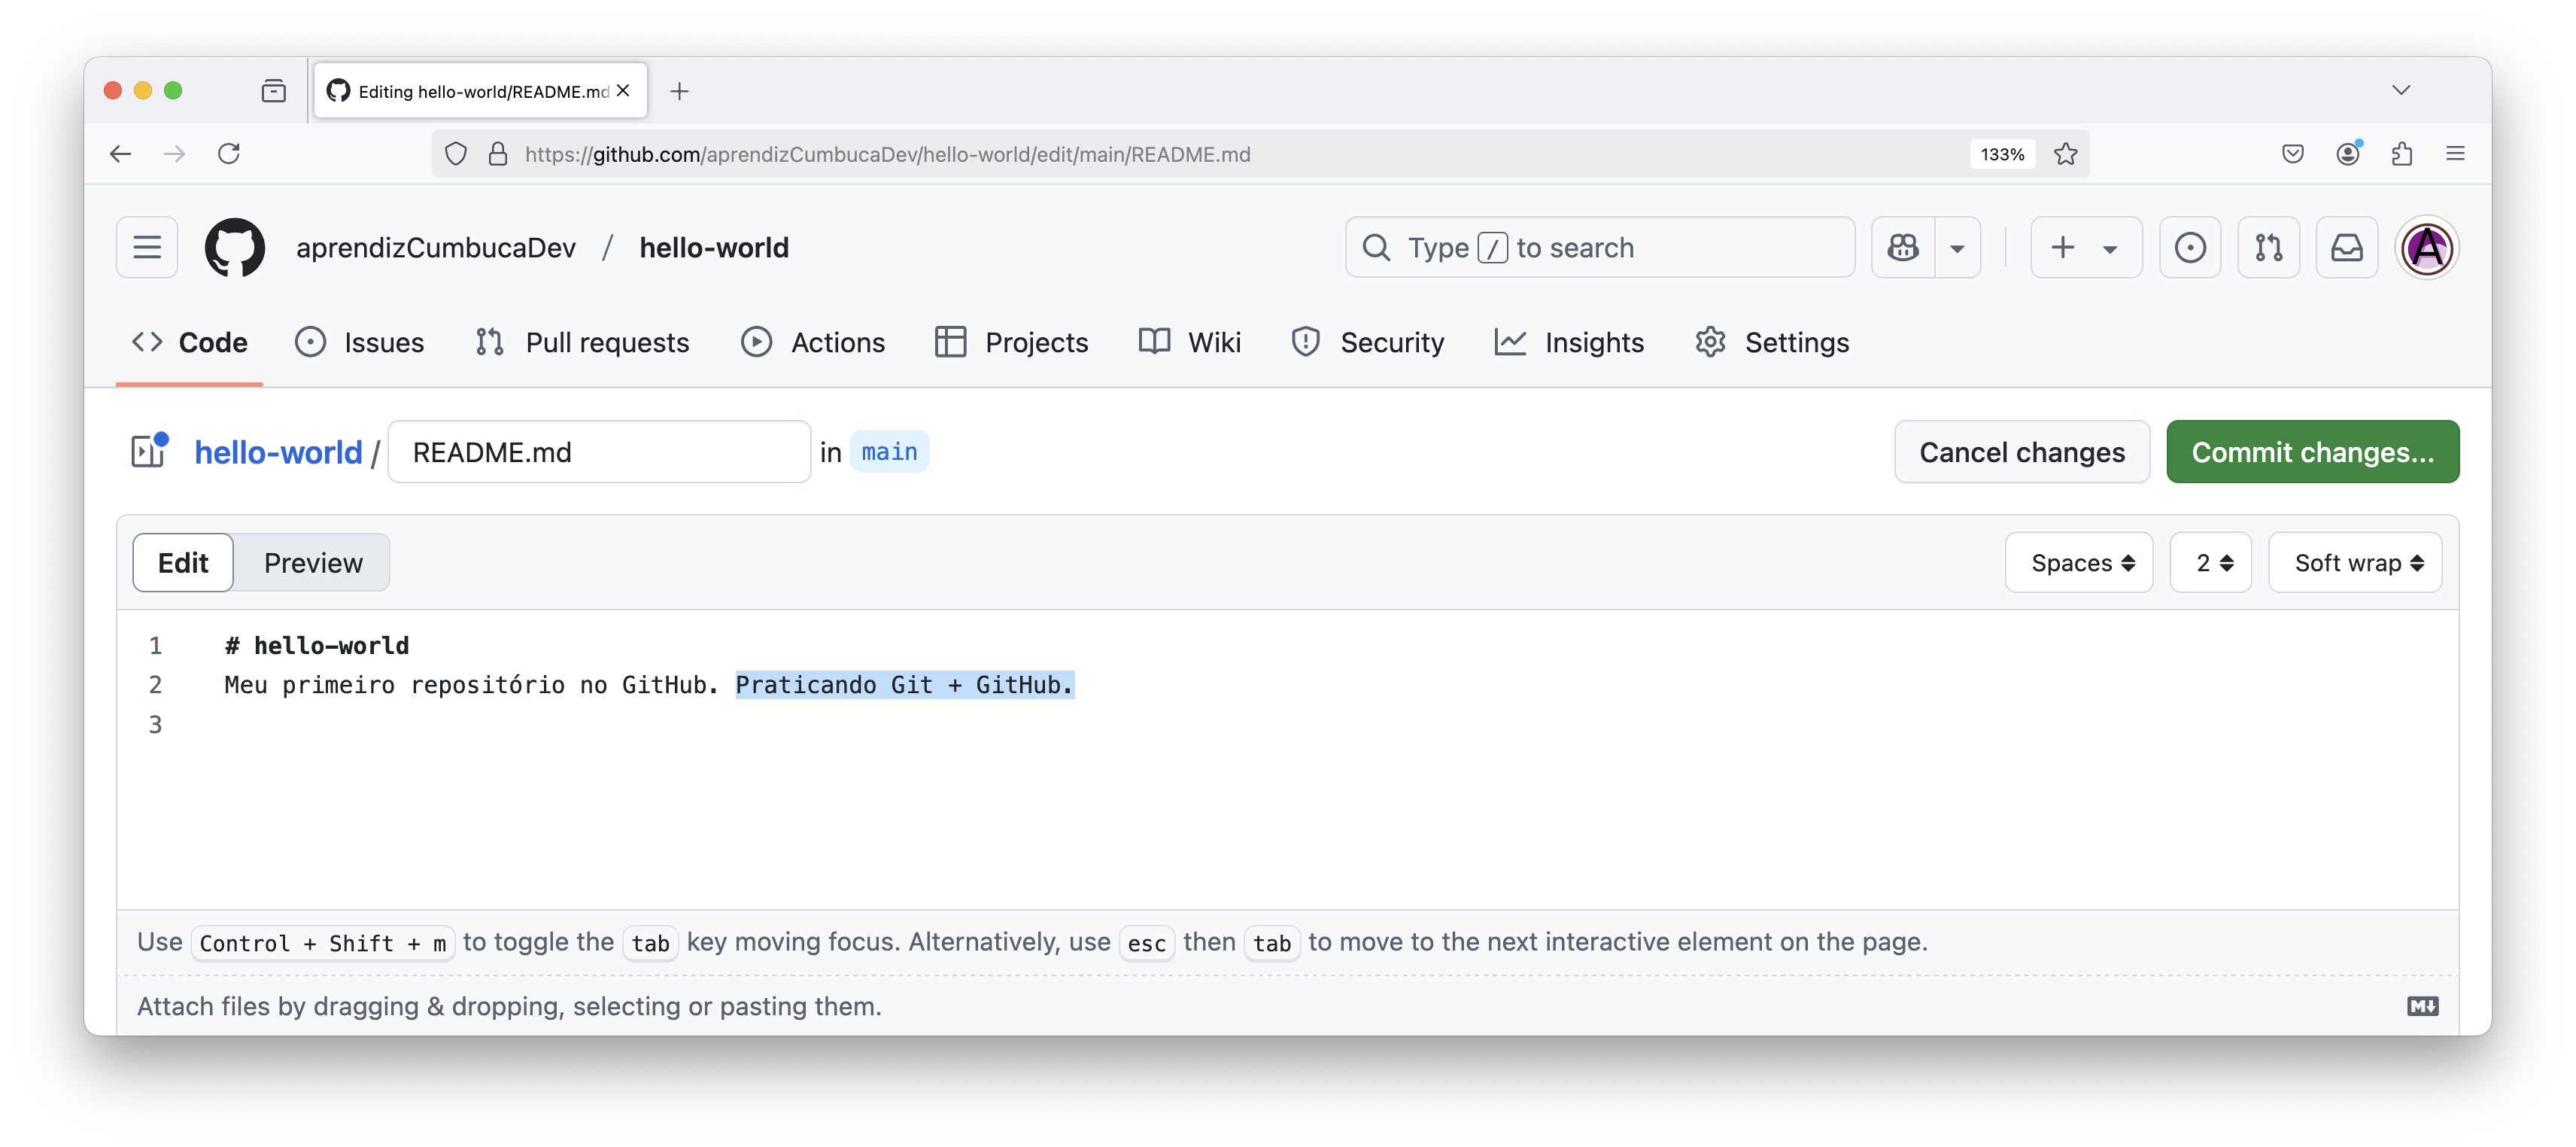 Editing hello-world/README.md
https://github.com/aprendizCumbucaDev/hello-world/edit/main/README.md 133%
aprendizCumbucaDev / hello-world Type / to search A
Code Issues Pull requests Actions Projects Wiki Security Insights Settings
hello-world / README.md in main Cancel changes Commit changes...
Edit Preview Spaces 2 Soft wrap
1 # hello-world
2 Meu primeiro repositório no GitHub. Praticando Git + GitHub.
3
Use Control + Shift + m to toggle the tab key moving focus. Alternatively, use esc then tab to move to the next interactive element on the page.
Attach files by dragging & dropping, selecting or pasting them. M